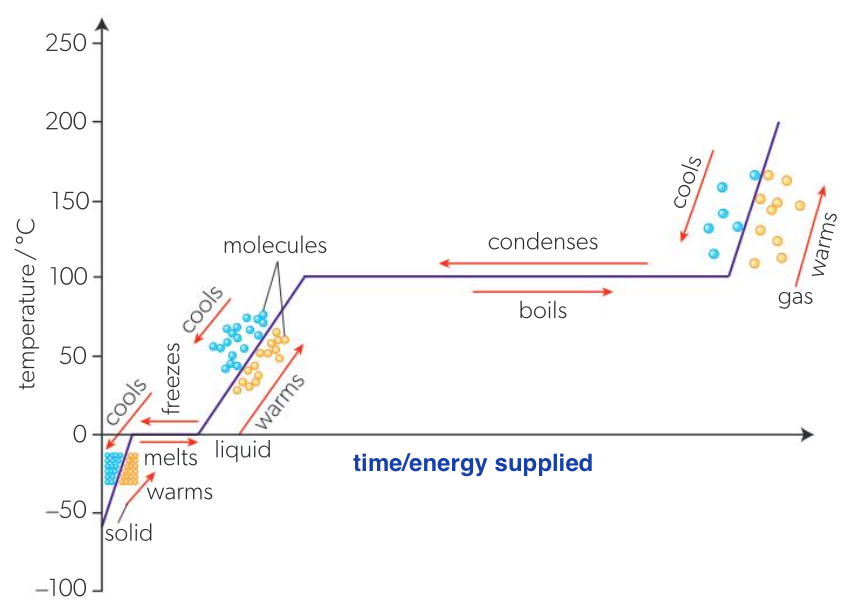 250
200
150
100
50
0
−50
−100
temperature / °C
molecules
cools
freezes
cools
melts
warms
solid
liquid
warms
condenses
boils
cools
warms
gas
time/energy supplied